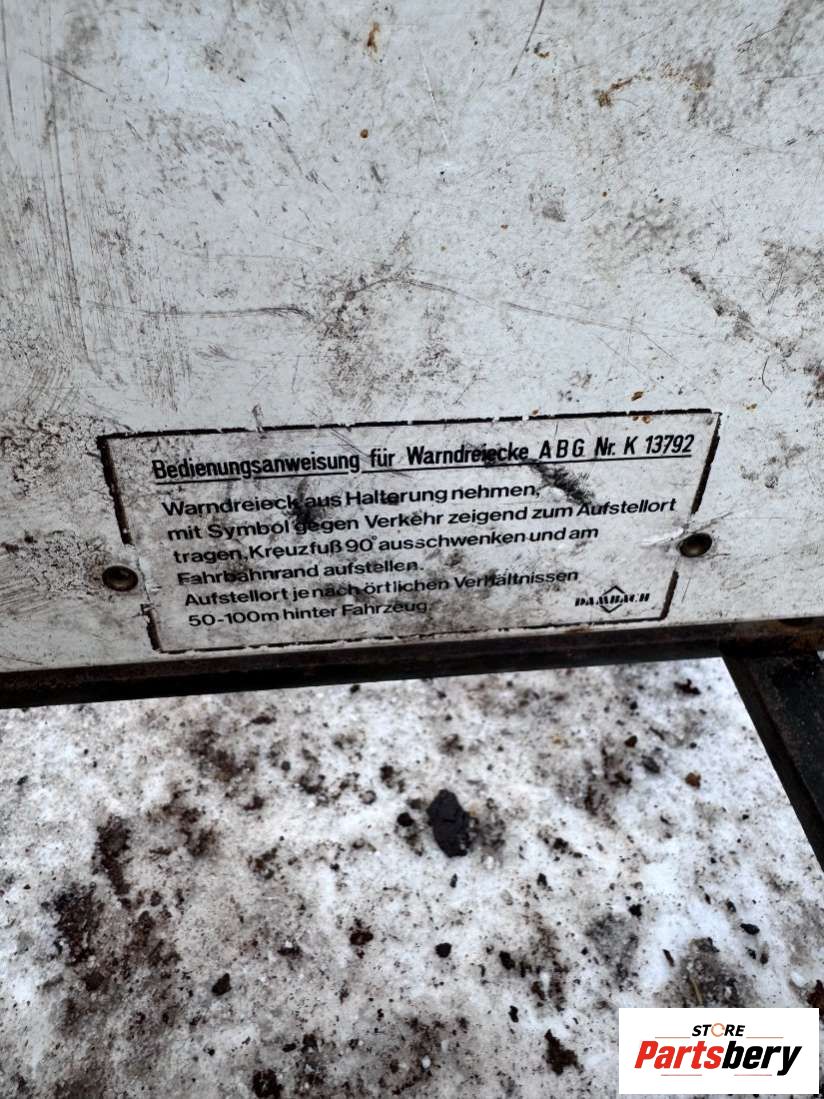 Bedienungsanweisung für Warndreiecke ABG Nr. K 13792
Warndreieck aus Halterung nehmen,
mit Symbol gegen Verkehr zeigend zum Aufstellort
tragen, Kreuzfuß 90° ausschwenken und am
Fahrbahnrand aufstellen.
Aufstellort je nach örtlichen Verhältnissen
50-100m hinter Fahrzeug.
DAMBACH
STORE
Partsbery